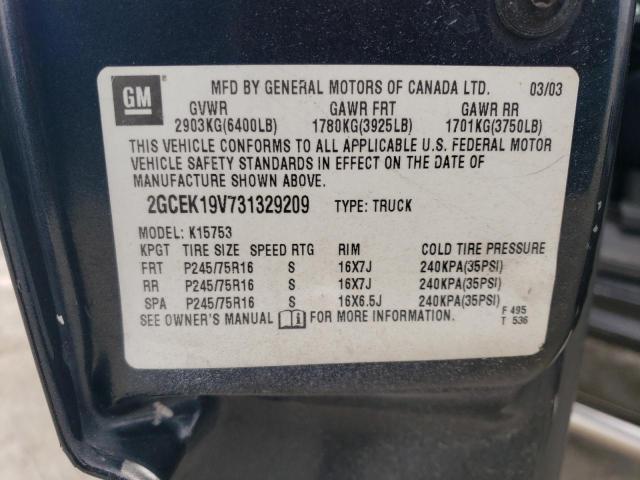 GM
MFD BY GENERAL MOTORS OF CANADA LTD. 03/03
GVWR GAWR FRT GAWR RR
2903KG(6400LB) 1780KG(3925LB) 1701KG(3750LB)
THIS VEHICLE CONFORMS TO ALL APPLICABLE U.S. FEDERAL MOTOR
VEHICLE SAFETY STANDARDS IN EFFECT ON THE DATE OF
MANUFACTURE SHOWN ABOVE.
2GCEK19V731329209 TYPE: TRUCK
MODEL: K15753
KPGT TIRE SIZE SPEED RTG RIM COLD TIRE PRESSURE
FRT P245/75R16 S 16X7J 240KPA(35PSI)
RR P245/75R16 S 16X7J 240KPA(35PSI)
SPA P245/75R16 S 16X6.5J 240KPA(35PSI)
SEE OWNER'S MANUAL FOR MORE INFORMATION.
F 495
T 536